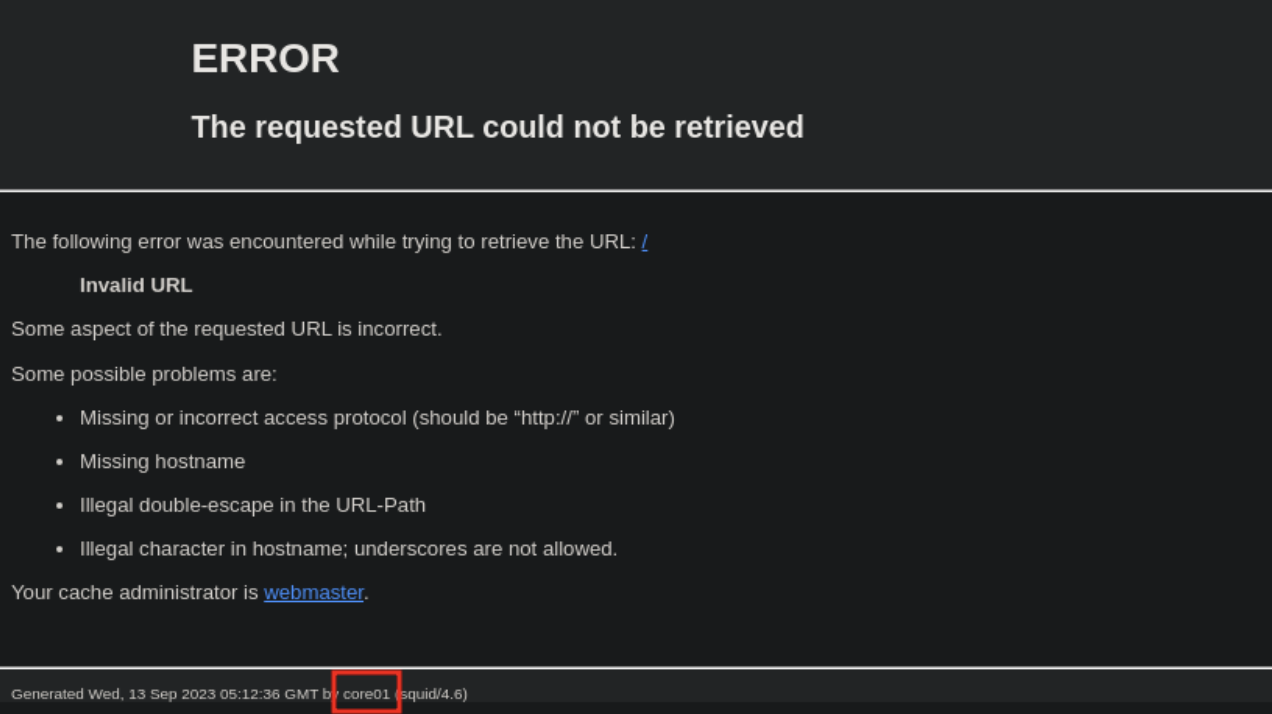 ERROR
The requested URL could not be retrieved
The following error was encountered while trying to retrieve the URL: /
Invalid URL
Some aspect of the requested URL is incorrect.
Some possible problems are:
• Missing or incorrect access protocol (should be “http://” or similar)
• Missing hostname
• Illegal double-escape in the URL-Path
• Illegal character in hostname; underscores are not allowed.
Your cache administrator is webmaster.
Generated Wed, 13 Sep 2023 05:12:36 GMT by core01 (squid/4.6)